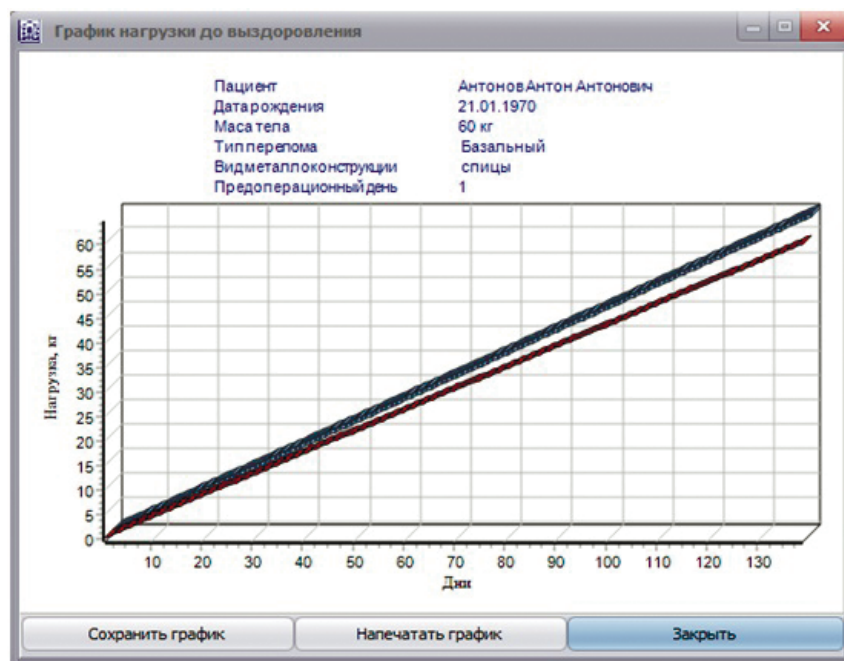 График нагрузки до выздоровления
Пациент Антонов Антон Антонович
Дата рождения 21.01.1970
Маса тела 60 кг
Тип перелома Базальный
Вид металлоконструкции спицы
Предоперационный день 1
60
55
50
45
40
35
30
25
20
15
10
5
0
Нагрузка, кг
10 20 30 40 50 60 70 80 90 100 110 120 130
Дни
Сохранить график Напечатать график Закрыть